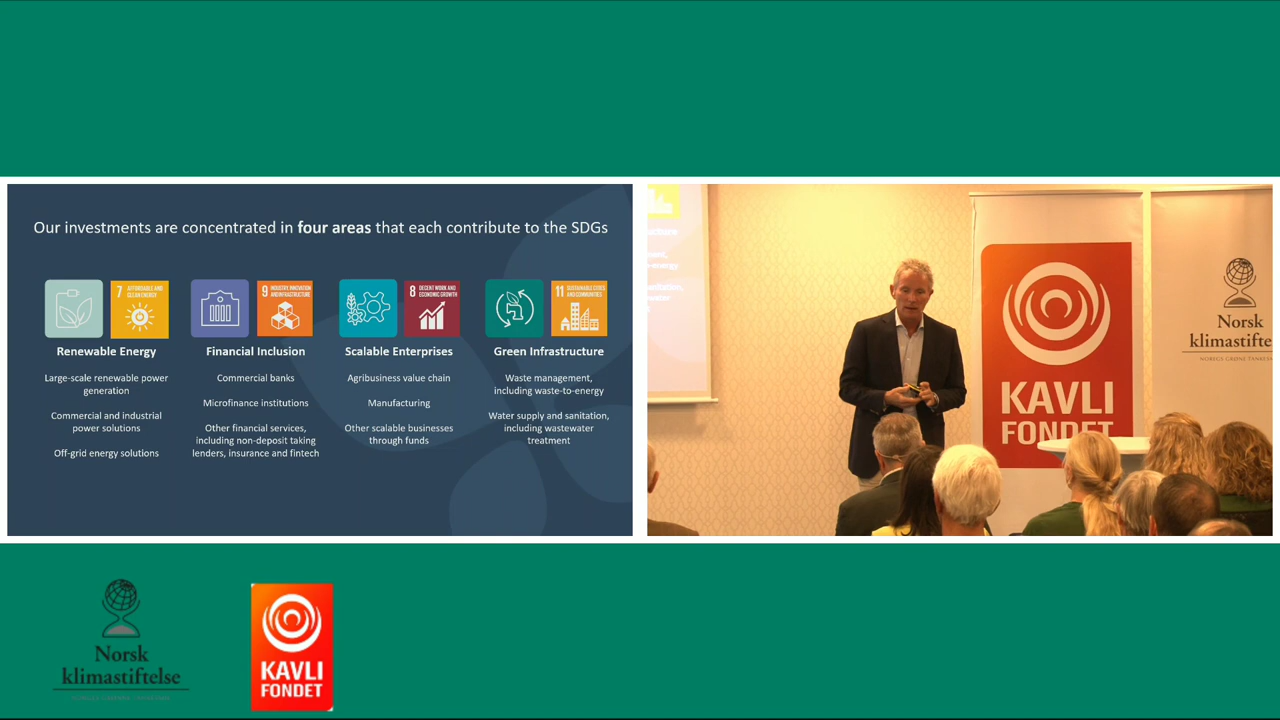 Our investments are concentrated in four areas that each contribute to the SDGs
7 AFFORDABLE AND
CLEAN ENERGY
Renewable Energy
Large-scale renewable power
generation
Commercial and industrial
power solutions
Off-grid energy solutions
9 INDUSTRY, INNOVATION
AND INFRASTRUCTURE
Financial Inclusion
Commercial banks
Microfinance institutions
Other financial services,
including non-deposit taking
lenders, insurance and fintech
8 DECENT WORK AND
ECONOMIC GROWTH
Scalable Enterprises
Agribusiness value chain
Manufacturing
Other scalable businesses
through funds
11 SUSTAINABLE CITIES
AND COMMUNITIES
Green Infrastructure
Waste management,
including waste-to-energy
Water supply and sanitation,
including wastewater
treatment
KAVLI
FONDET
Norsk
klimastifte
Norsk
klimastiftelse
KAVLI
FONDET